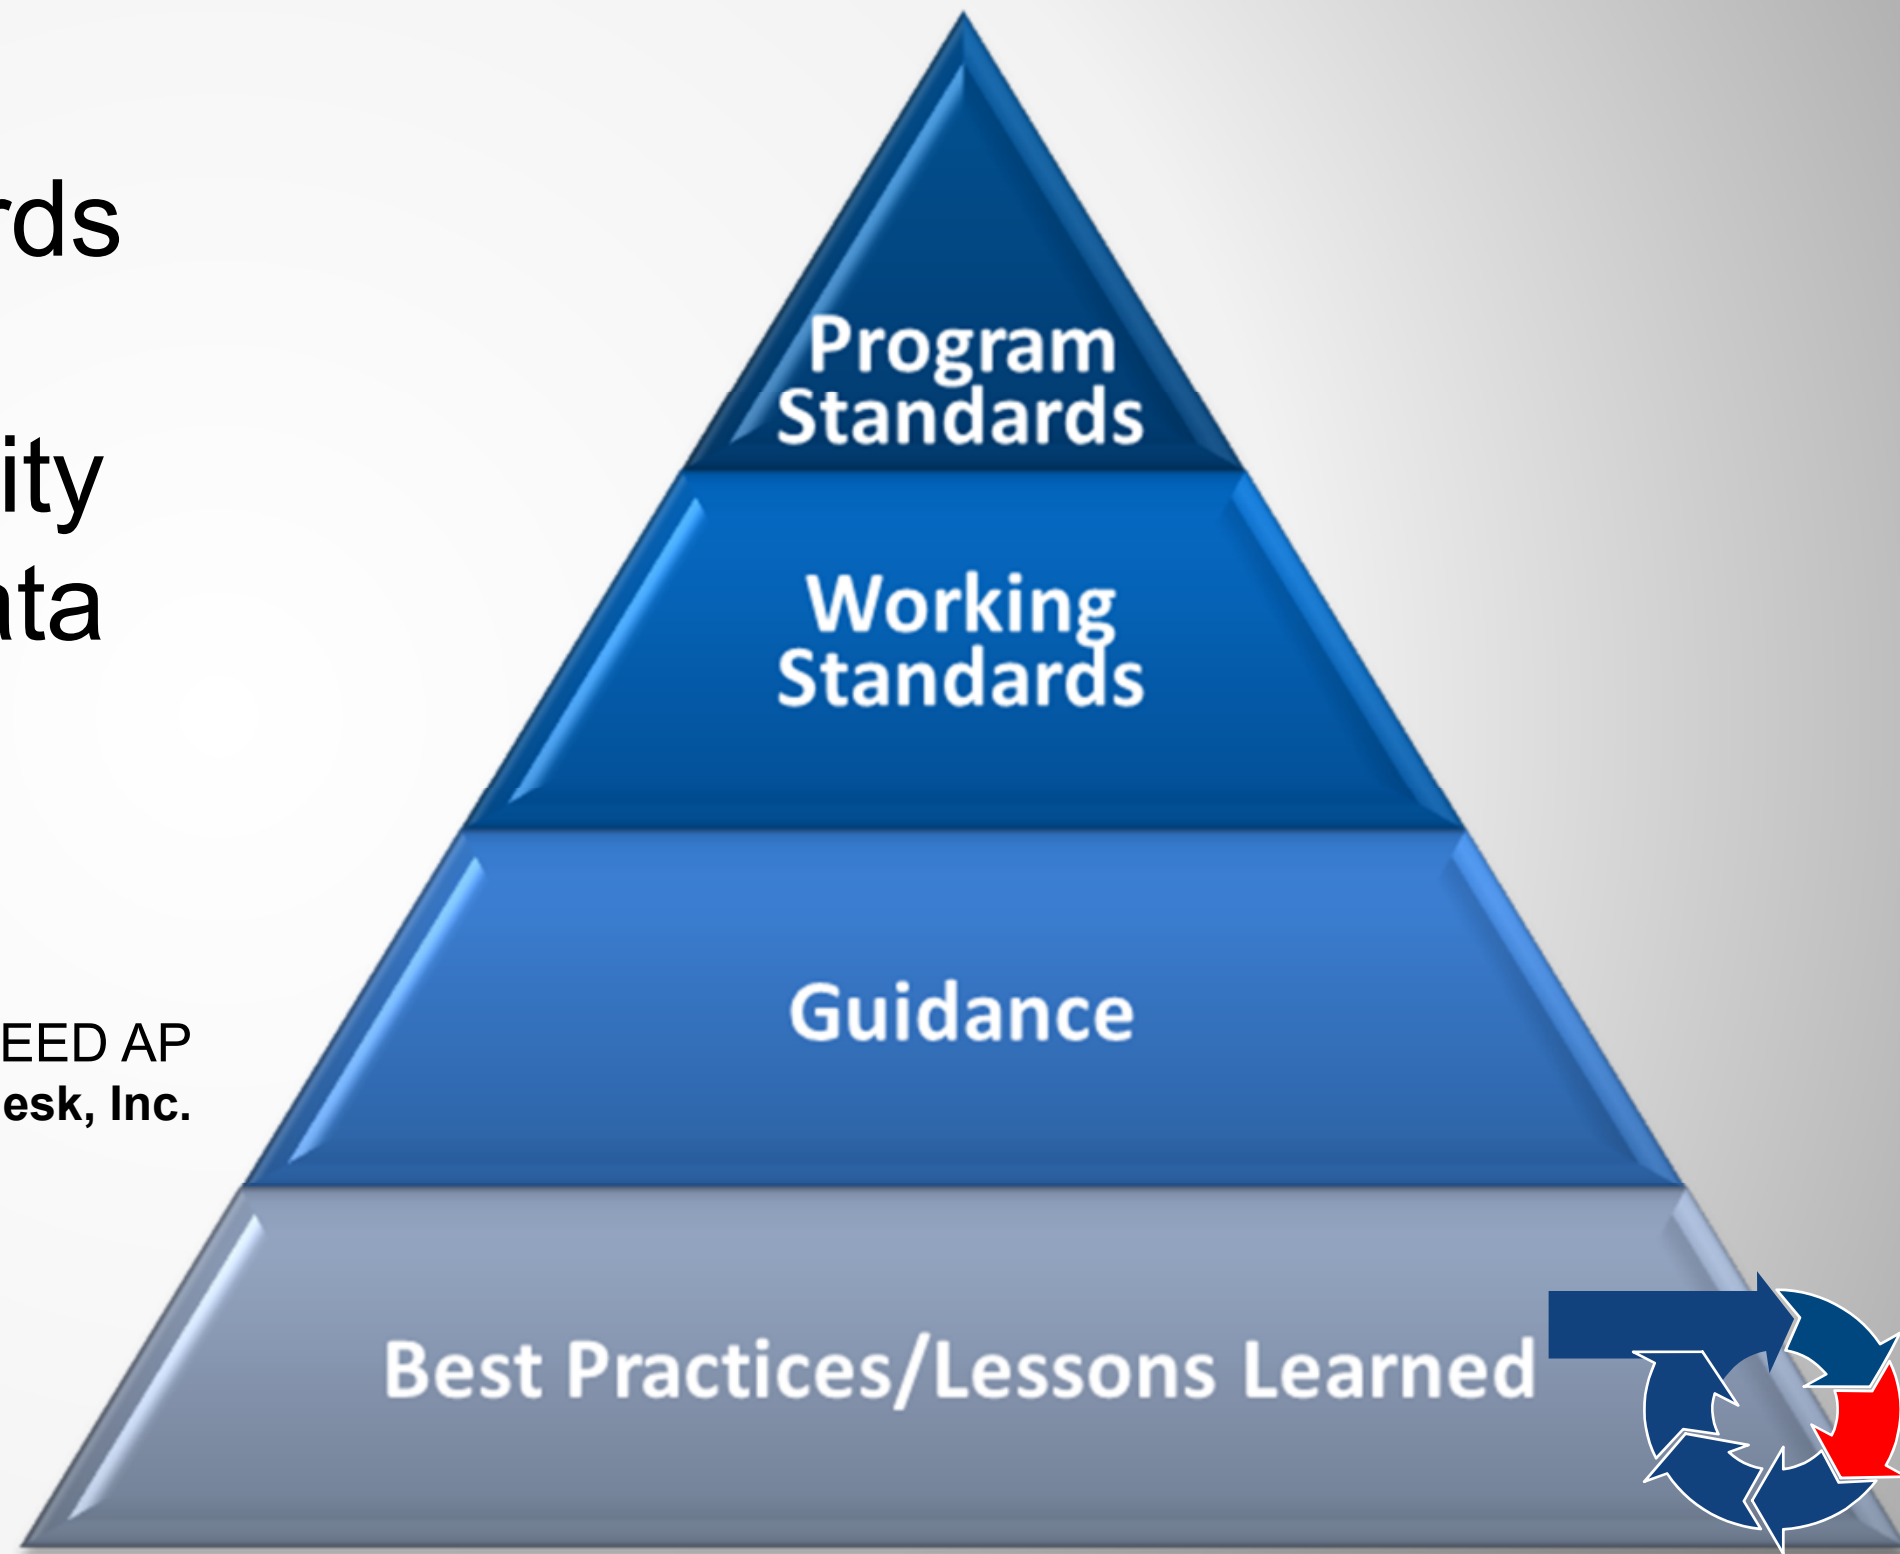 rds
ity
ata
EED AP
esk, Inc.
Program
Standards
Working
Standards
Guidance
Best Practices/Lessons Learned